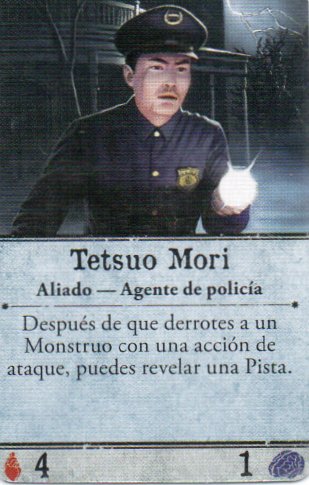 Tetsuo Mori
Aliado — Agente de policía
Después de que derrotes a un
Monstruo con una acción de
ataque, puedes revelar una Pista.
4 1